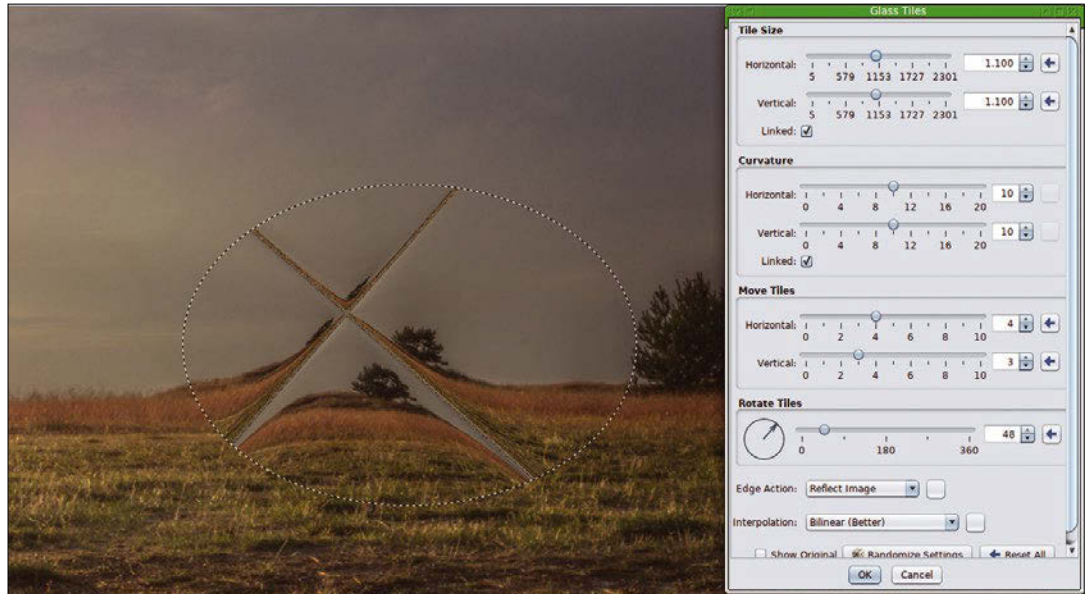 Glass Tiles
Tile Size
Horizontal: 1.100
5 579 1153 1727 2301
Vertical: 1.100
5 579 1153 1727 2301
Linked:
Curvature
Horizontal: 10
0 4 8 12 16 20
Vertical: 10
0 4 8 12 16 20
Linked:
Move Tiles
Horizontal: 4
0 2 4 6 8 10
Vertical: 3
0 2 4 6 8 10
Rotate Tiles
48
0 180 360
Edge Action: Reflect Image
Interpolation: Bilinear (Better)
Show Original Randomize Settings Reset All
OK Cancel